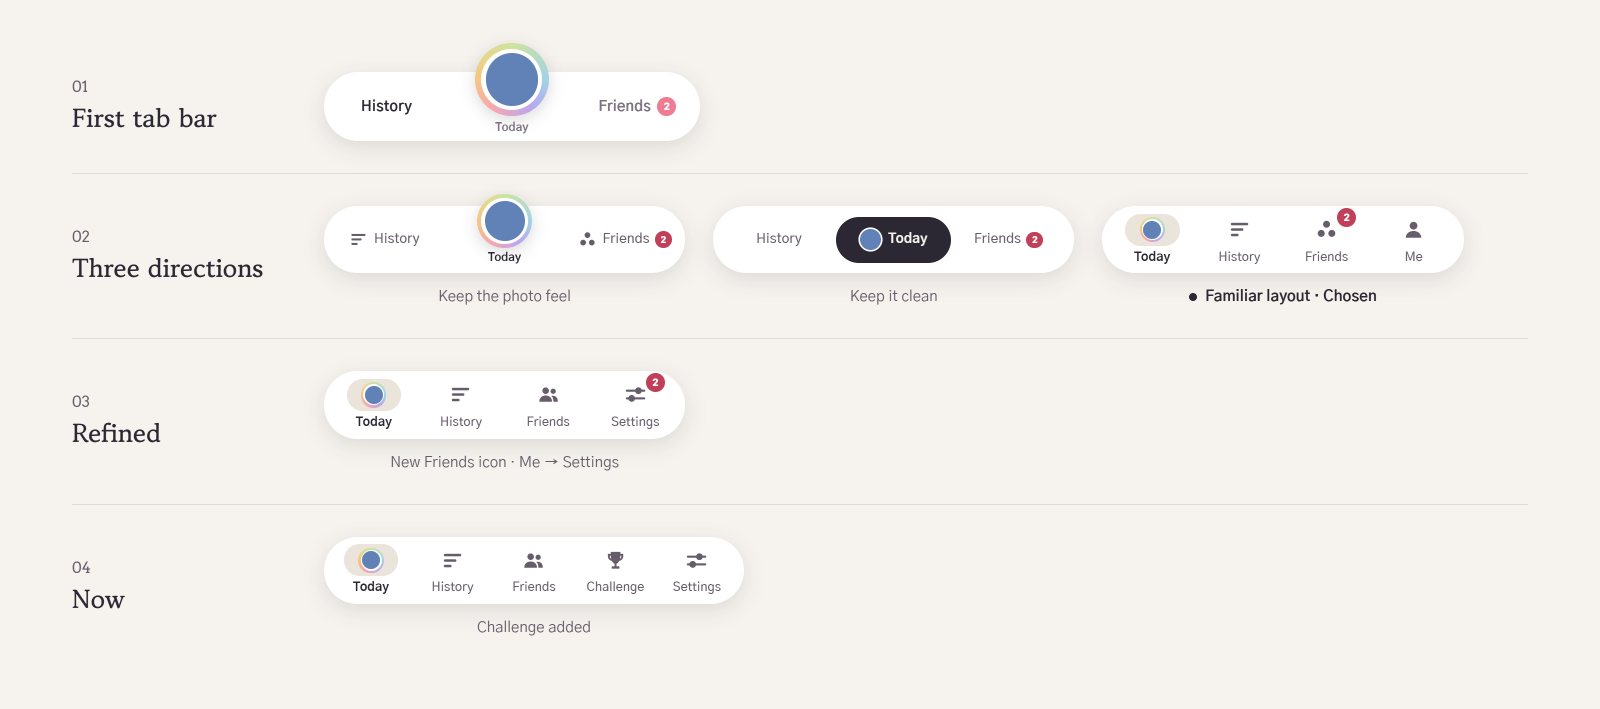 01
First tab bar
History
Today
Friends 2
02
Three directions
History
Today
Friends 2
Keep the photo feel
History
Today
Friends 2
Keep it clean
Today
History
2
Friends
Me
Familiar layout · Chosen
03
Refined
Today
History
Friends
2
Settings
New Friends icon · Me → Settings
04
Now
Today
History
Friends
Challenge
Settings
Challenge added